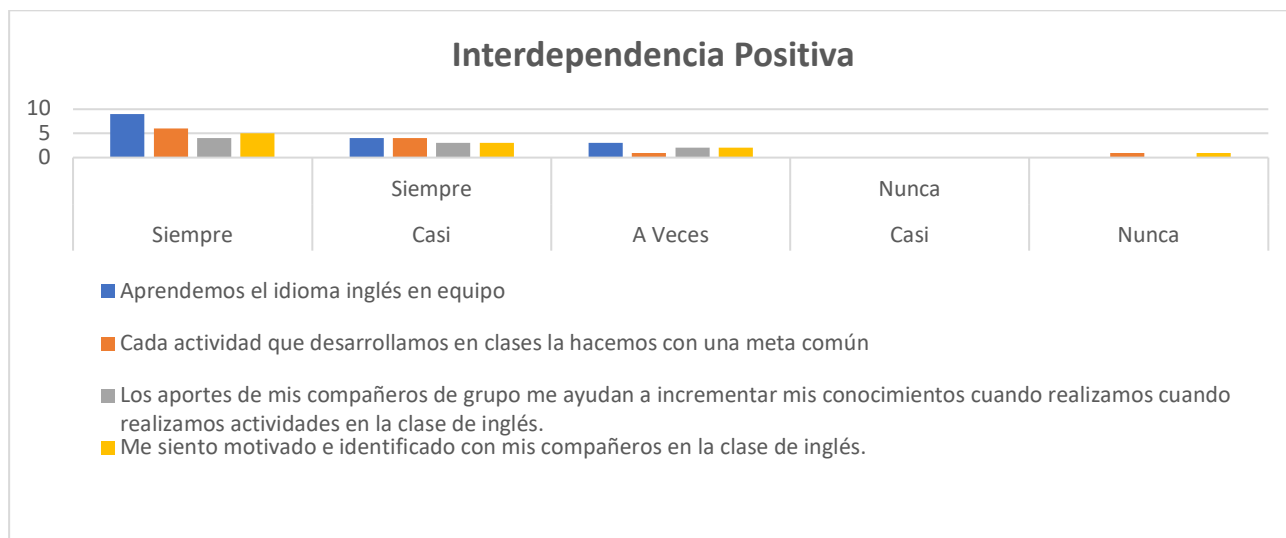 Interdependencia Positiva
10
5
0
Siempre Nunca
Siempre Casi A Veces Casi Nunca
Aprendemos el idioma inglés en equipo
Cada actividad que desarrollamos en clases la hacemos con una meta común
Los aportes de mis compañeros de grupo me ayudan a incrementar mis conocimientos cuando realizamos cuando
realizamos actividades en la clase de inglés.
Me siento motivado e identificado con mis compañeros en la clase de inglés.